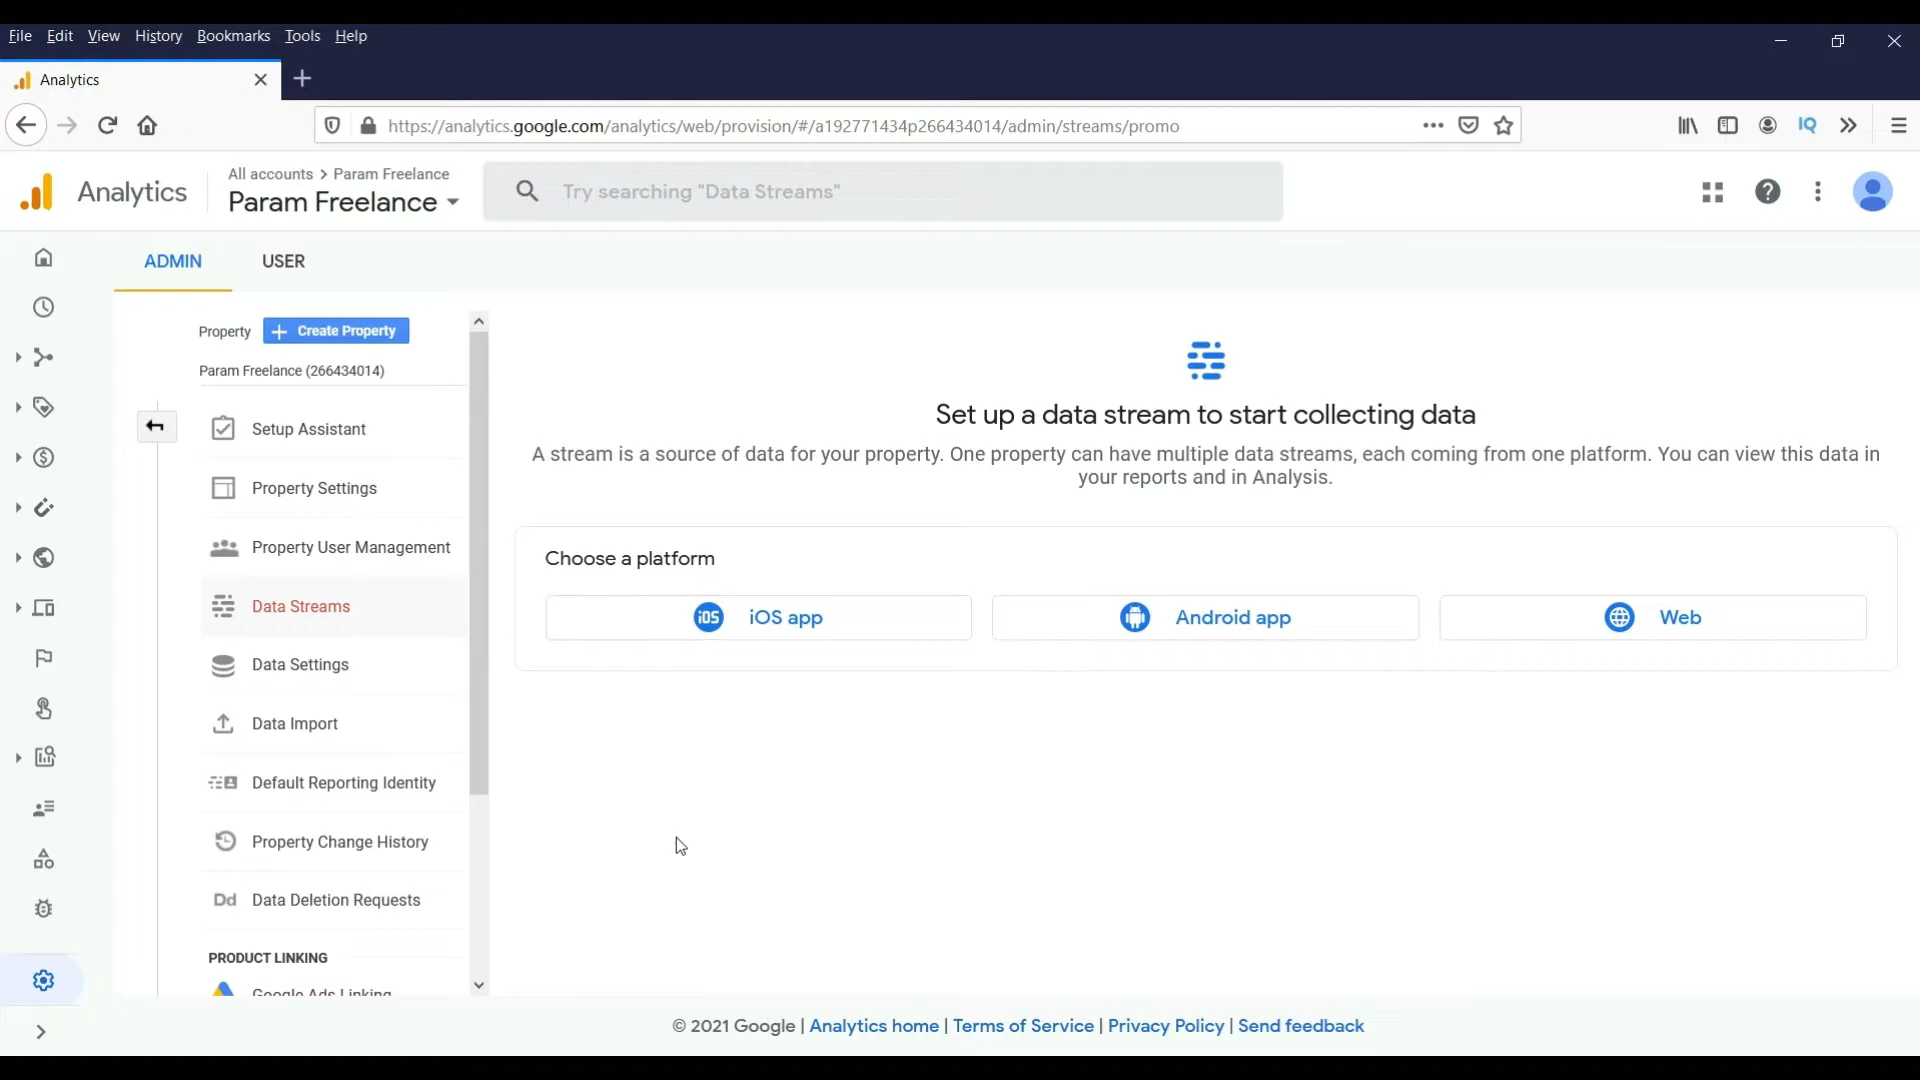 File Edit View History Bookmarks Tools Help
Analytics
https://analytics.google.com/analytics/web/provision/#/a192771434p266434014/admin/streams/promo
IQ
Analytics
All accounts > Param Freelance
Param Freelance
Try searching "Data Streams"
ADMIN USER
Property + Create Property
Param Freelance (266434014)
Setup Assistant
Property Settings
Property User Management
Data Streams
Data Settings
Data Import
Default Reporting Identity
Property Change History
Dd Data Deletion Requests
PRODUCT LINKING
Google Ads Linking
Set up a data stream to start collecting data
A stream is a source of data for your property. One property can have multiple data streams, each coming from one platform. You can view this data in
your reports and in Analysis.
Choose a platform
iOS iOS app
Android app
Web
© 2021 Google | Analytics home | Terms of Service | Privacy Policy | Send feedback